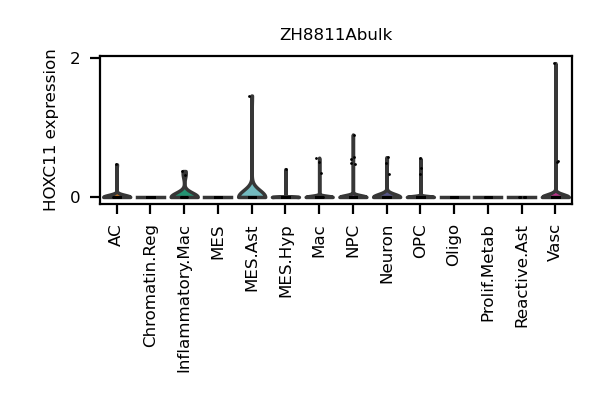 ZH8811Abulk
HOXC11 expression
2
0
AC
Chromatin.Reg
Inflammatory.Mac
MES
MES.Ast
MES.Hyp
Mac
NPC
Neuron
OPC
Oligo
Prolif.Metab
Reactive.Ast
Vasc